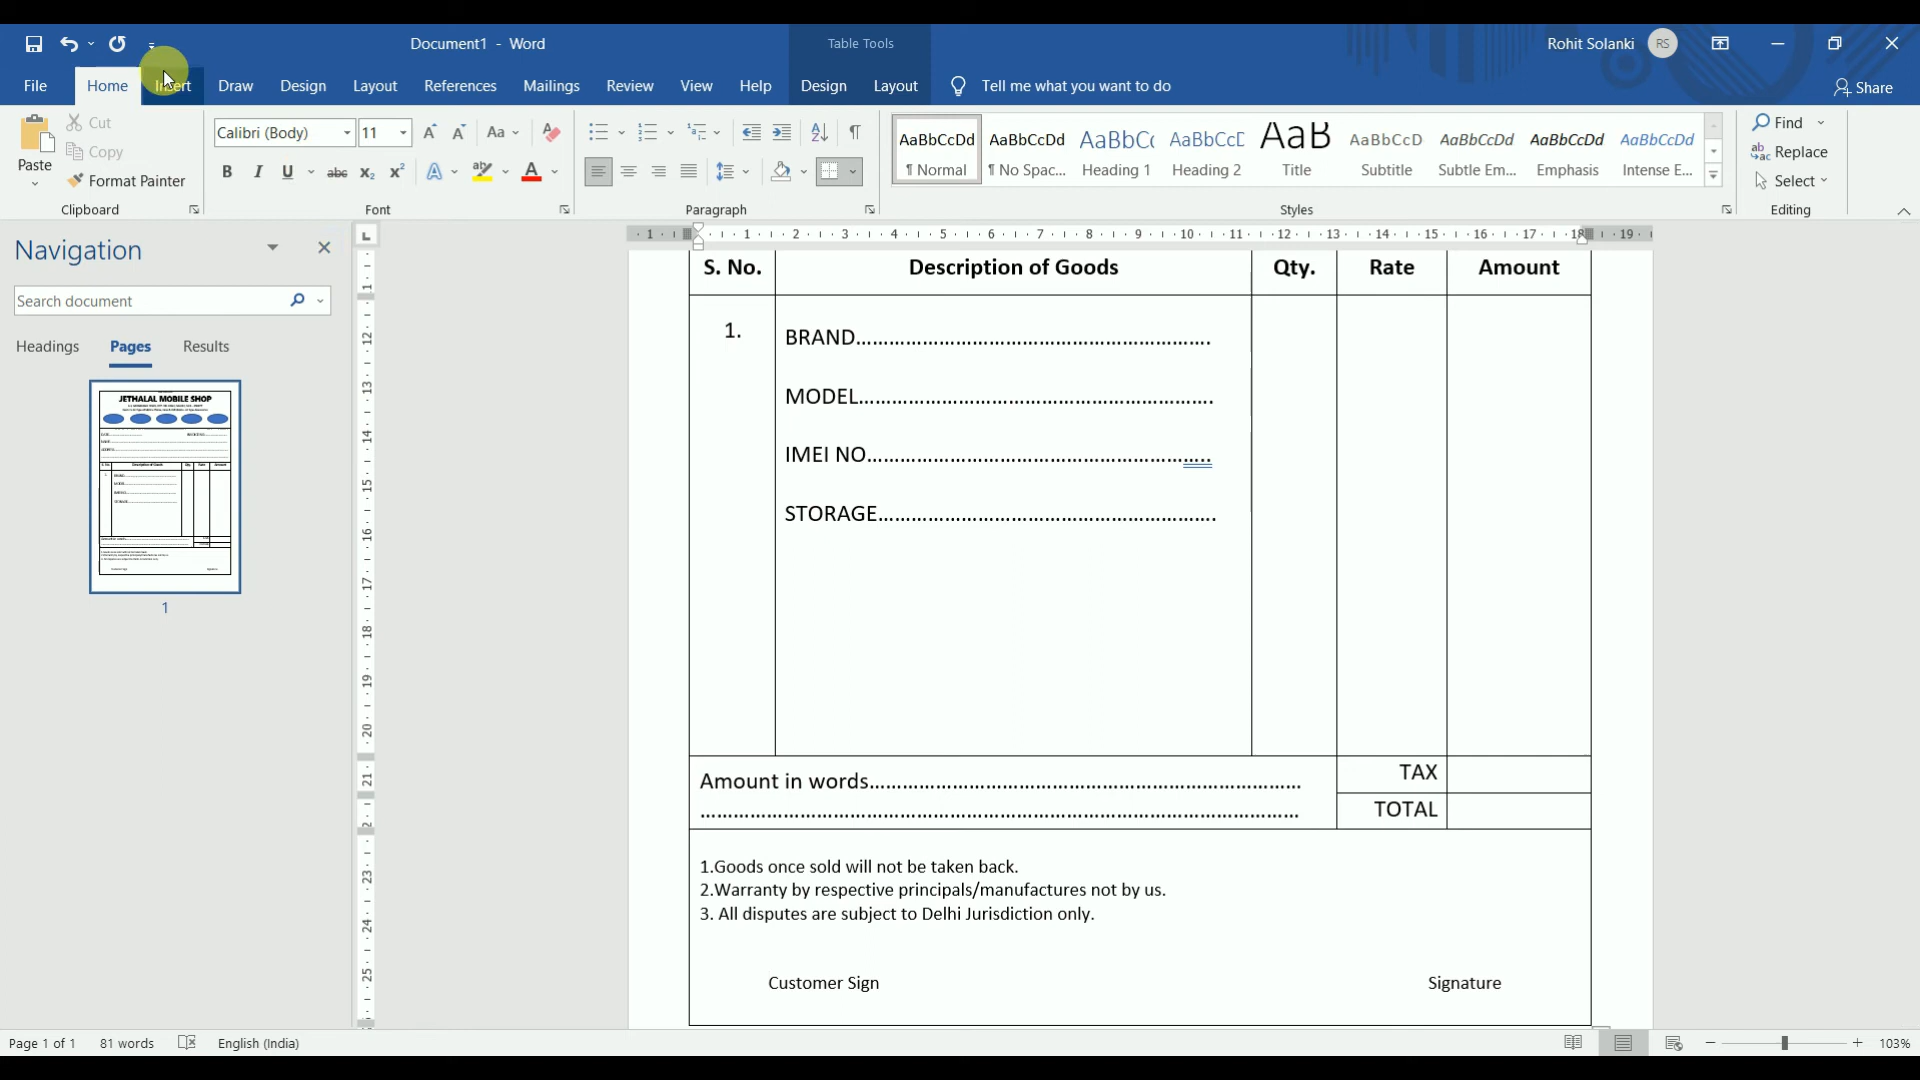 Document1 - Word
Table Tools
Rohit Solanki
RS
File
Home
Insert
Draw
Design
Layout
References
Mailings
Review
View
Help
Design
Layout
Tell me what you want to do
Share
Paste
Cut
Copy
Format Painter
Clipboard
Calibri (Body)
11
Font
Paragraph
AaBbCcDd
¶ Normal
AaBbCcDd
¶ No Spac...
AaBbCc
Heading 1
AaBbCcD
Heading 2
AaB
Title
AaBbCcD
Subtitle
AaBbCcDd
Subtle Em...
AaBbCcDd
Emphasis
AaBbCcDd
Intense E...
Styles
Find
Replace
Select
Editing
Navigation
Search document
Headings
Pages
Results
JETHALAL MOBILE SHOP
1
S. No.
Description of Goods
Qty.
Rate
Amount
1.
BRAND……………………………………………………….
MODEL……………………………………………………….
IMEI NO……………………………………………………..
STORAGE…………………………………………………….
Amount in words……………………………………………………………………
………………………………………………………………………………………………
TAX
TOTAL
1.Goods once sold will not be taken back.
2.Warranty by respective principals/manufactures not by us.
3. All disputes are subject to Delhi Jurisdiction only.
Customer Sign
Signature
Page 1 of 1
81 words
English (India)
103%